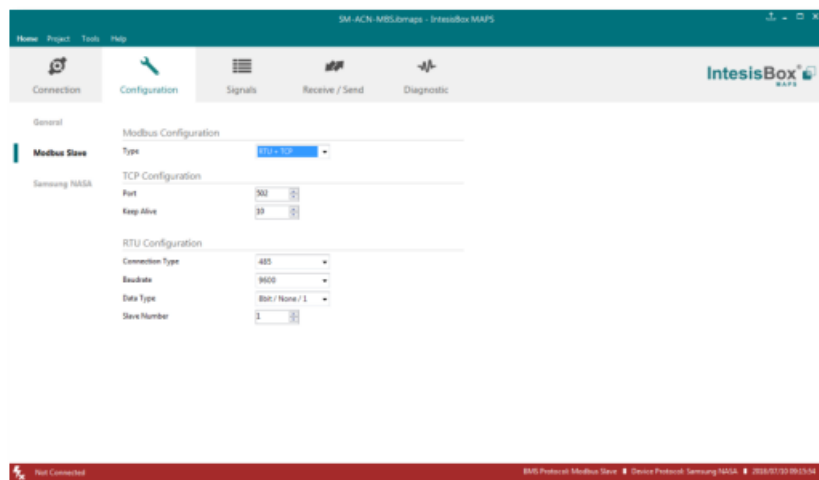 SM-ACN-MBS.ibmaps - IntesisBox MAPS
Home Project Tools Help
Connection Configuration Signals Receive / Send Diagnostic
IntesisBox®
MAPS
General
Modbus Slave
Samsung NASA
Modbus Configuration
Type RTU + TCP
TCP Configuration
Port 502
Keep Alive 10
RTU Configuration
Connection Type 485
Baudrate 9600
Data Type 8bit / None / 1
Slave Number 1
Not Connected BMS Protocol: Modbus Slave Device Protocol: Samsung NASA 2018/07/10 09:15:54